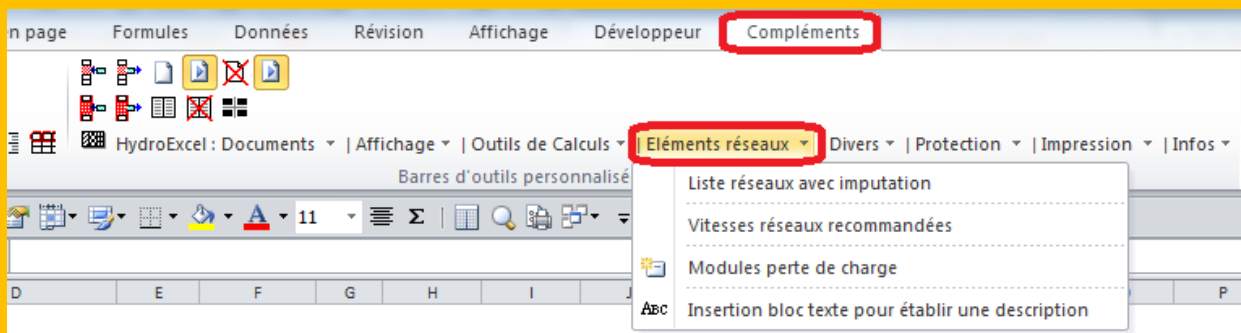 en page Formules Données Révision Affichage Développeur Compléments
HydroExcel : Documents | Affichage | Outils de Calculs | Eléments réseaux | Divers | Protection | Impression | Infos
Barres d'outils personnalisé
Liste réseaux avec imputation
A 11 Σ
Vitesses réseaux recommandées
Modules perte de charge
D E F G H I J P
ABC Insertion bloc texte pour établir une description